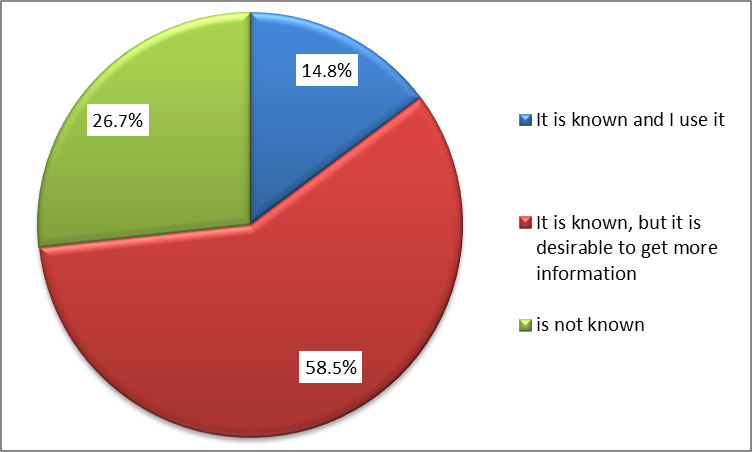 14.8%
26.7%
58.5%
It is known and I use it
It is known, but it is
desirable to get more
information
is not known